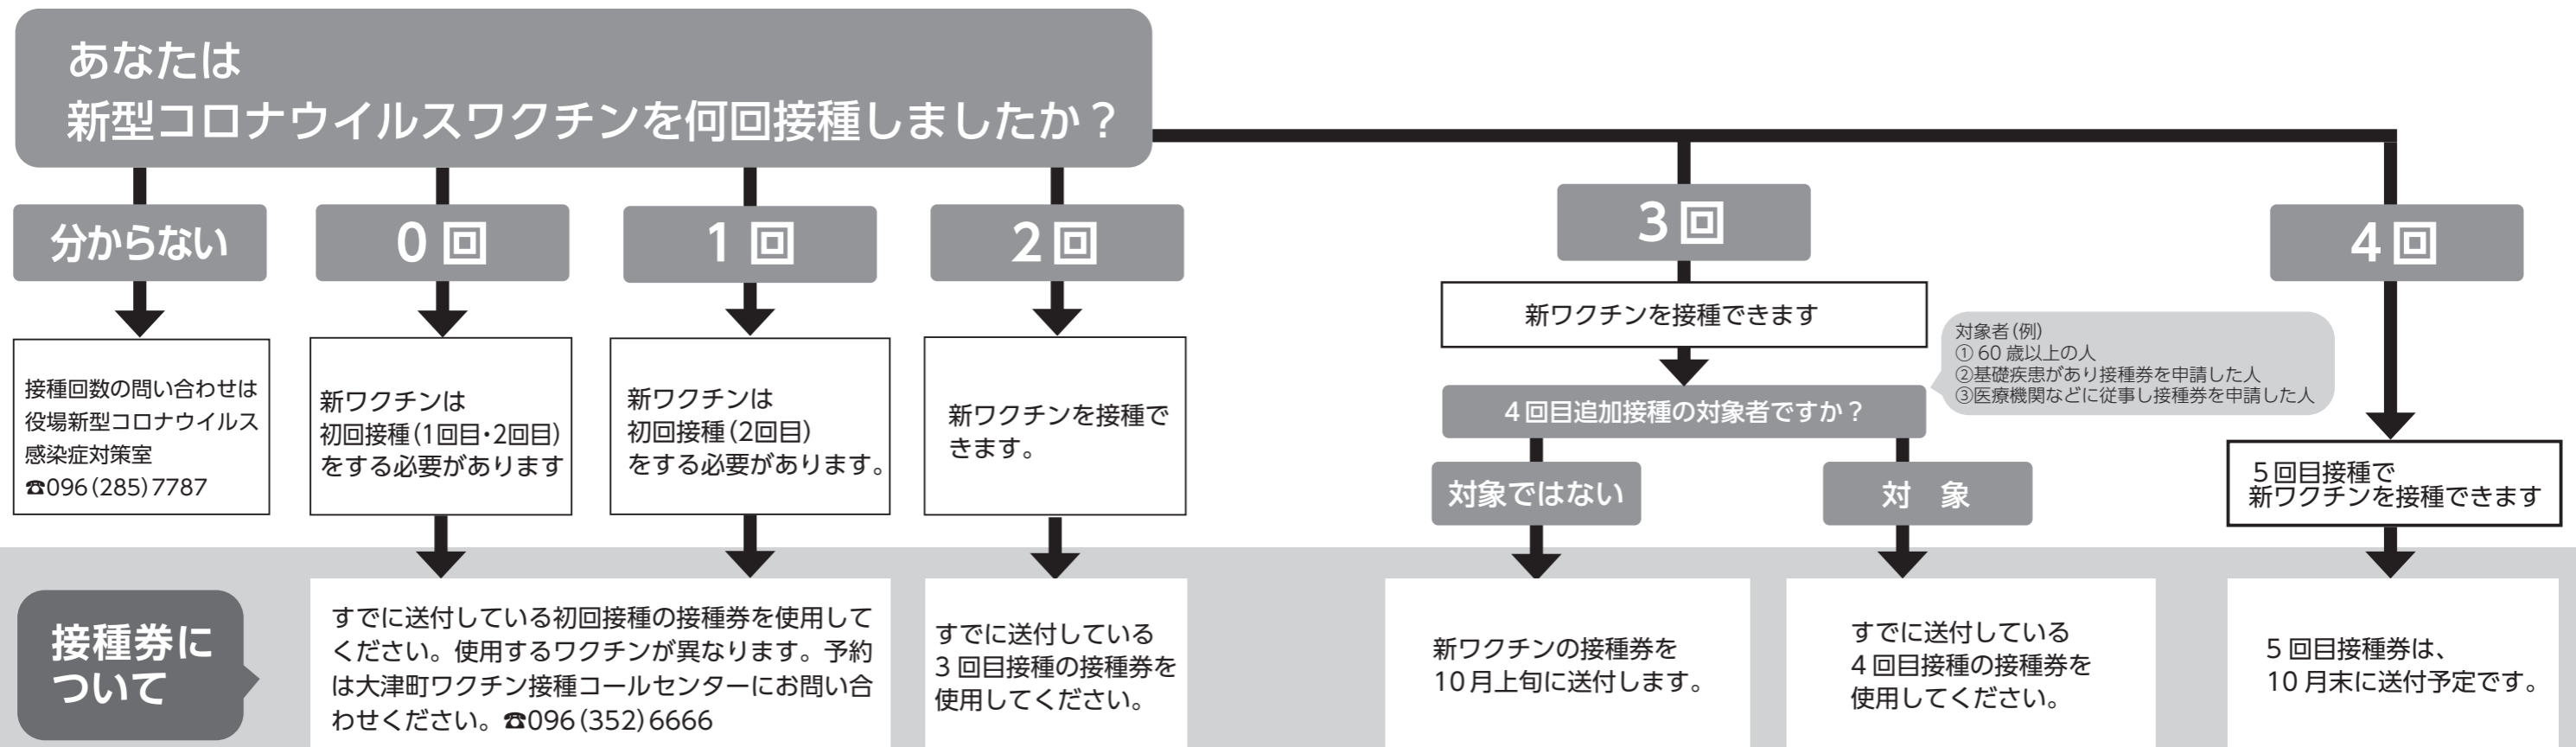 あなたは
新型コロナウイルスワクチンを何回接種しましたか？
分からない
接種回数の問い合わせは
役場新型コロナウイルス
感染症対策室
☎096(285)7787
0回
新ワクチンは
初回接種(1回目・2回目)
をする必要があります
1回
新ワクチンは
初回接種(2回目)
をする必要があります。
2回
新ワクチンを接種で
きます。
3回
新ワクチンを接種できます
4回目追加接種の対象者ですか？
対象者(例)
①60歳以上の人
②基礎疾患があり接種券を申請した人
③医療機関などに従事し接種券を申請した人
対象ではない
対　象
4回
5回目接種で
新ワクチンを接種できます
接種券に
ついて
すでに送付している初回接種の接種券を使用して
ください。使用するワクチンが異なります。予約
は大津町ワクチン接種コールセンターにお問い合
わせください。☎096(352)6666
すでに送付している
3回目接種の接種券を
使用してください。
新ワクチンの接種券を
10月上旬に送付します。
すでに送付している
4回目接種の接種券を
使用してください。
5回目接種券は、
10月末に送付予定です。